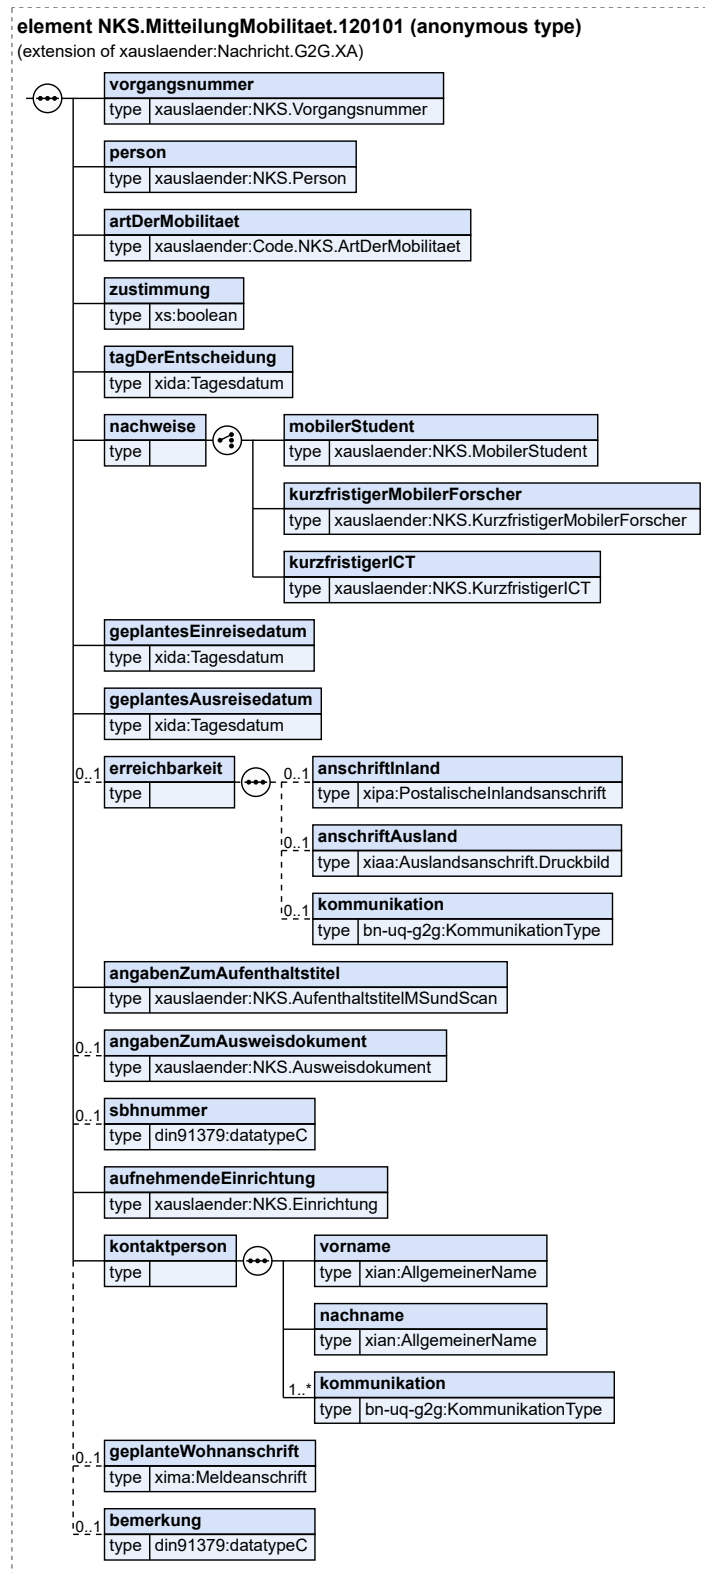 element NKS.MitteilungMobilitaet.120101 (anonymous type)
(extension of xauslaender:Nachricht.G2G.XA)
vorgangsnummer
type xauslaender:NKS.Vorgangsnummer
person
type xauslaender:NKS.Person
artDerMobilitaet
type xauslaender:Code.NKS.ArtDerMobilitaet
zustimmung
type xs:boolean
tagDerEntscheidung
type xida:Tagesdatum
nachweise
type
mobilerStudent
type xauslaender:NKS.MobilerStudent
kurzfristigerMobilerForscher
type xauslaender:NKS.KurzfristigerMobilerForscher
kurzfristigerICT
type xauslaender:NKS.KurzfristigerICT
geplantesEinreisedatum
type xida:Tagesdatum
geplantesAusreisedatum
type xida:Tagesdatum
0..1 erreichbarkeit
type
0..1 anschriftInland
type xipa:PostalischeInlandsanschrift
0..1 anschriftAusland
type xiaa:Auslandsanschrift.Druckbild
0..1 kommunikation
type bn-uq-g2g:KommunikationType
angabenZumAufenthaltstitel
type xauslaender:NKS.AufenthaltstitelMSundScan
0..1 angabenZumAusweisdokument
type xauslaender:NKS.Ausweisdokument
0..1 sbhnummer
type din91379:datatypeC
aufnehmendeEinrichtung
type xauslaender:NKS.Einrichtung
kontaktperson
type
vorname
type xian:AllgemeinerName
nachname
type xian:AllgemeinerName
1..* kommunikation
type bn-uq-g2g:KommunikationType
0..1 geplanteWohnanschrift
type xima:Meldeanschrift
0..1 bemerkung
type din91379:datatypeC